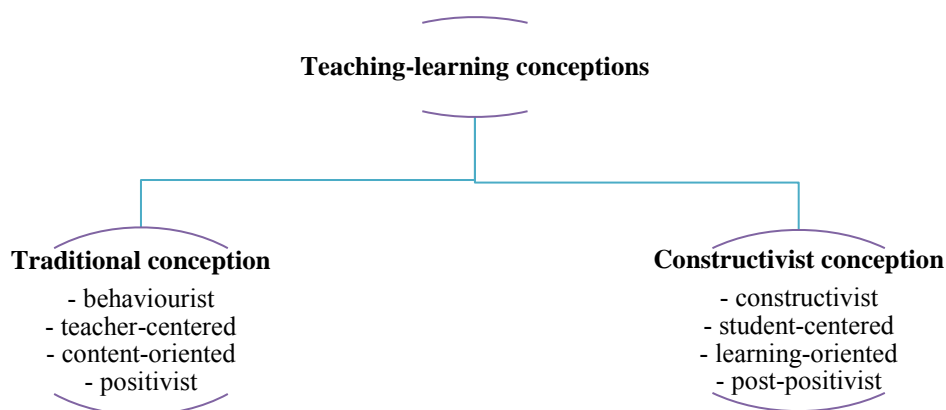 Teaching-learning conceptions
Traditional conception
- behaviourist
- teacher-centered
- content-oriented
- positivist
Constructivist conception
- constructivist
- student-centered
- learning-oriented
- post-positivist